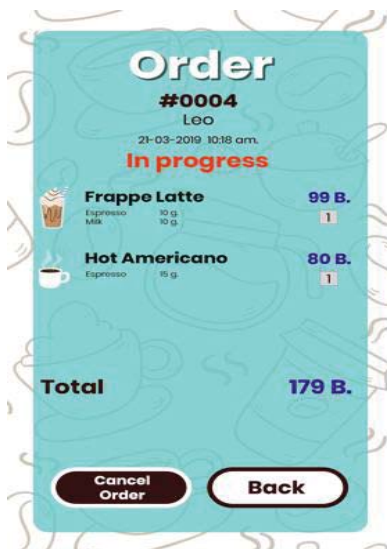 Order
#0004
Leo
21-03-2019 10:18 am.
In progress
Frappe Latte 99 B.
Espresso 10 g. 1
Milk 10 g.
Hot Americano 80 B.
Espresso 15 g. 1
Total 179 B.
Cancel
Order
Back